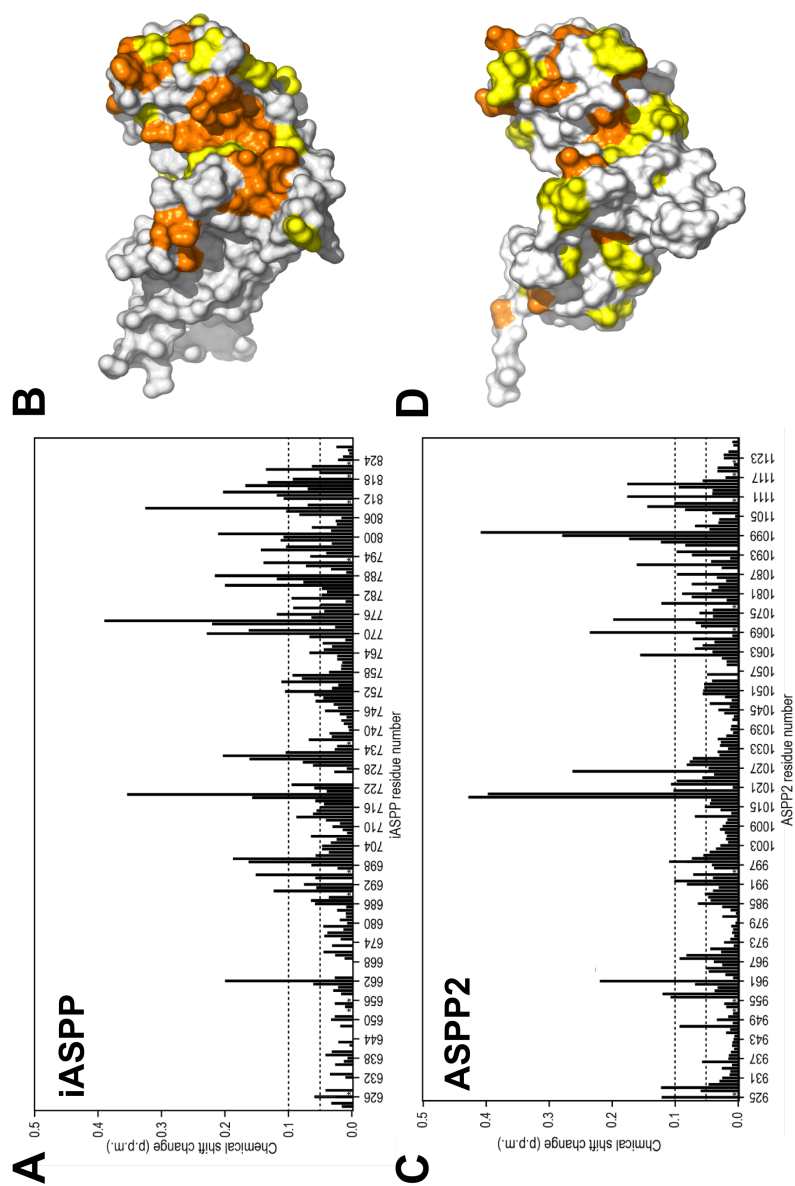 A
iASPP
Chemical shift change (p.p.m.)
0.5
0.4
0.3
0.2
0.1
0.0
626 632 638 644 650 656 662 668 674 680 686 692 698 704 710 716 722 728 734 740 746 752 758 764 770 776 782 788 794 800 806 812 818 824
iASPP residue number
B
C
ASPP2
Chmical shift change (p.p.m.)
0.5
0.4
0.3
0.2
0.1
0.0
925 931 937 943 949 955 961 967 973 979 985 991 997 1003 1009 1015 1021 1027 1033 1039 1045 1051 1057 1063 1069 1075 1081 1087 1093 1099 1105 1111 1117 1123
ASPP2 residue number
D